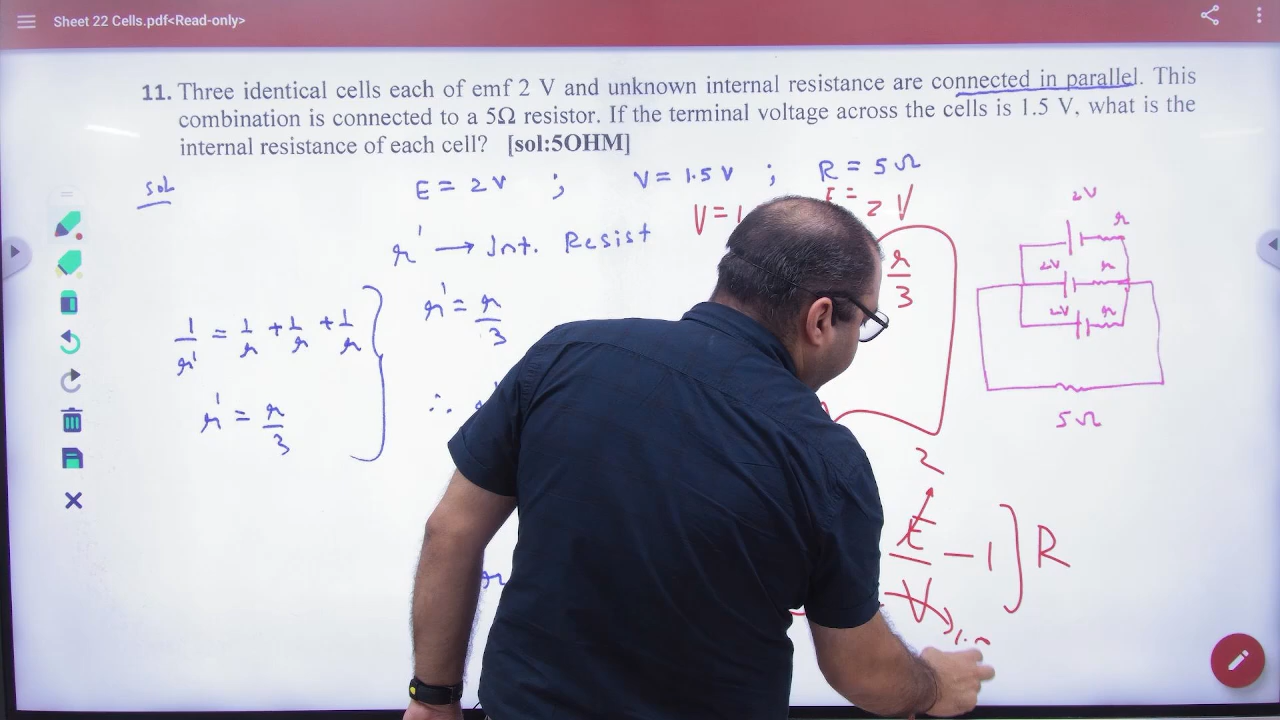 Sheet 22 Cells.pdf<Read-only>
11. Three identical cells each of emf 2 V and unknown internal resistance are connected in parallel. This
combination is connected to a 5Ω resistor. If the terminal voltage across the cells is 1.5 V, what is the
internal resistance of each cell? [sol:5OHM]
Sol
E = 2V ; V = 1.5 V ; R = 5Ω
V = 1
E = 2 V
r' → Int. Resist
1/r' = 1/r + 1/r + 1/r
r' = r/3
r' = r/3
∴
r/3
2V
r
2V r
2V r
5Ω
2
E/V - 1] R